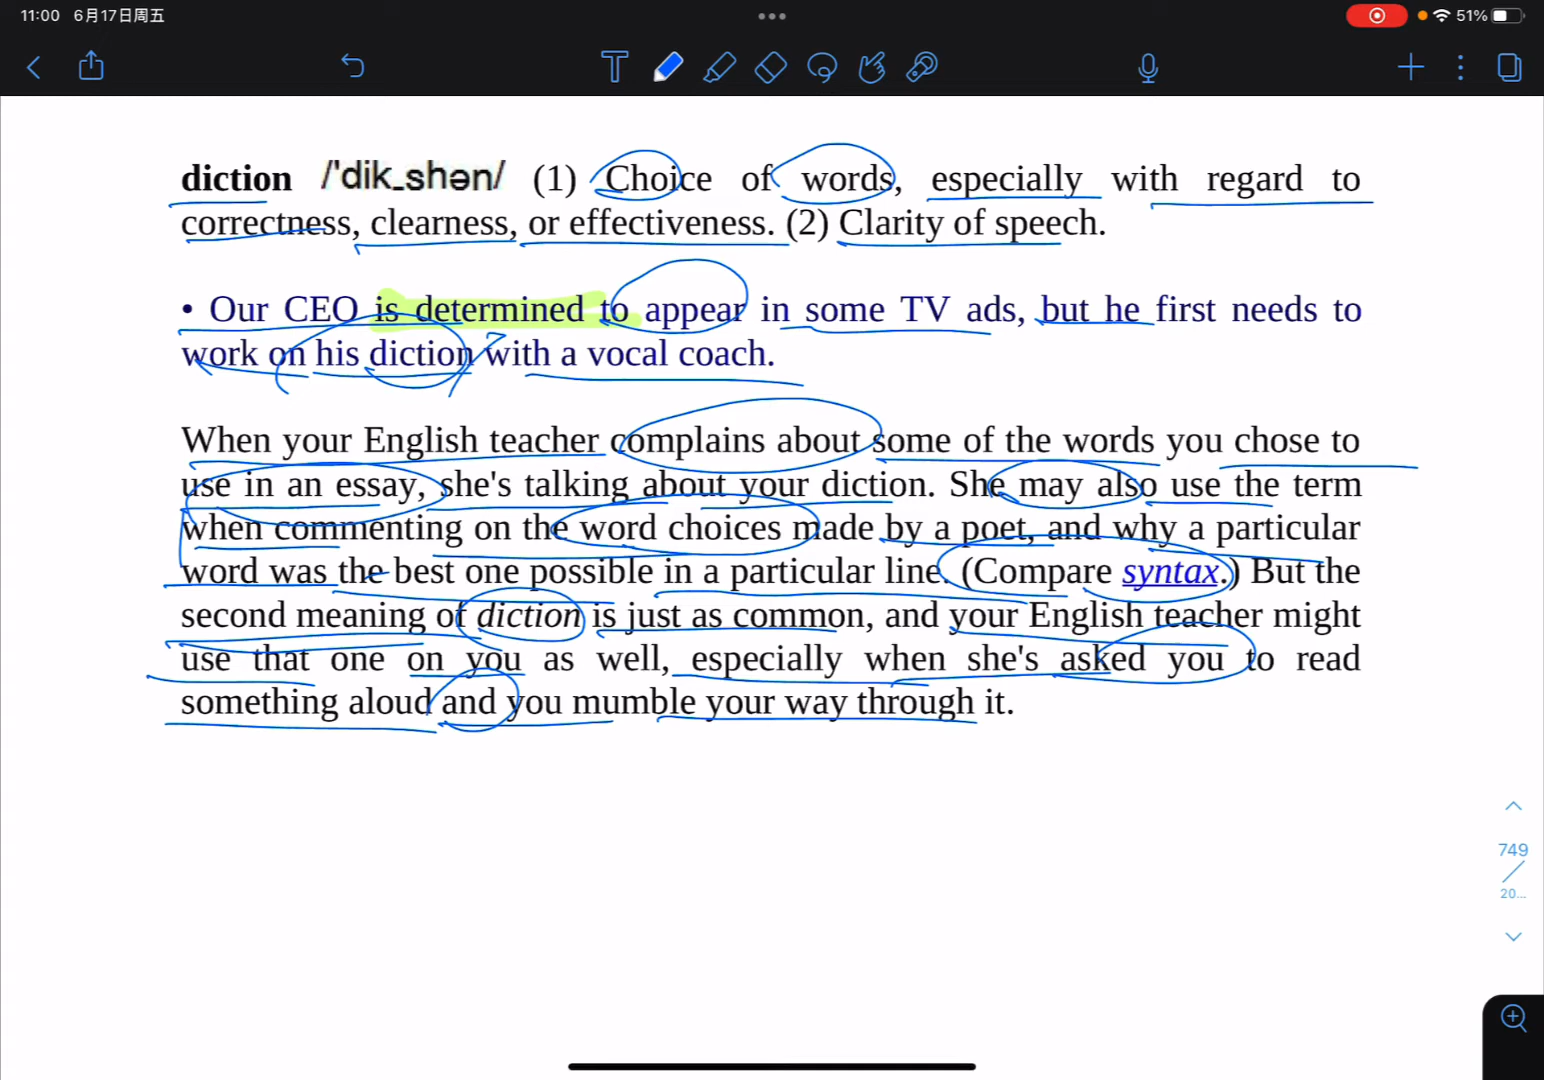 11:00 6月17日周五
51%
diction /'dik_shən/ (1) Choice of words, especially with regard to
correctness, clearness, or effectiveness. (2) Clarity of speech.
• Our CEO is determined to appear in some TV ads, but he first needs to
work on his diction with a vocal coach.
When your English teacher complains about some of the words you chose to
use in an essay, she's talking about your diction. She may also use the term
when commenting on the word choices made by a poet, and why a particular
word was the best one possible in a particular line. (Compare syntax.) But the
second meaning of diction is just as common, and your English teacher might
use that one on you as well, especially when she's asked you to read
something aloud and you mumble your way through it.
749
20...